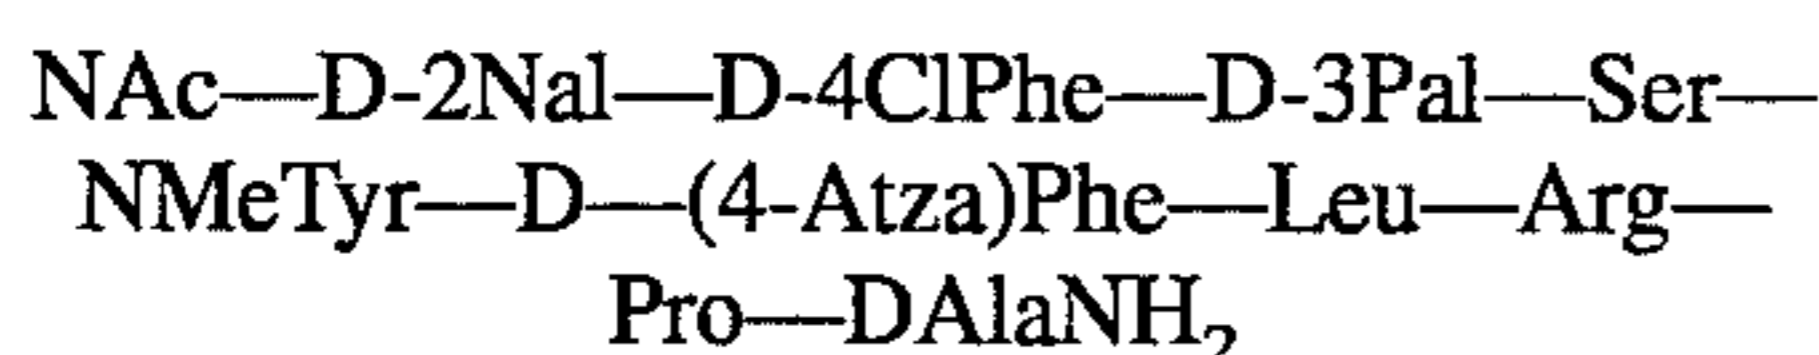 NAc—D-2Nal—D-4ClPhe—D-3Pal—Ser—
NMeTyr—D—(4-Atza)Phe—Leu—Arg—
Pro—DAlaNH₂